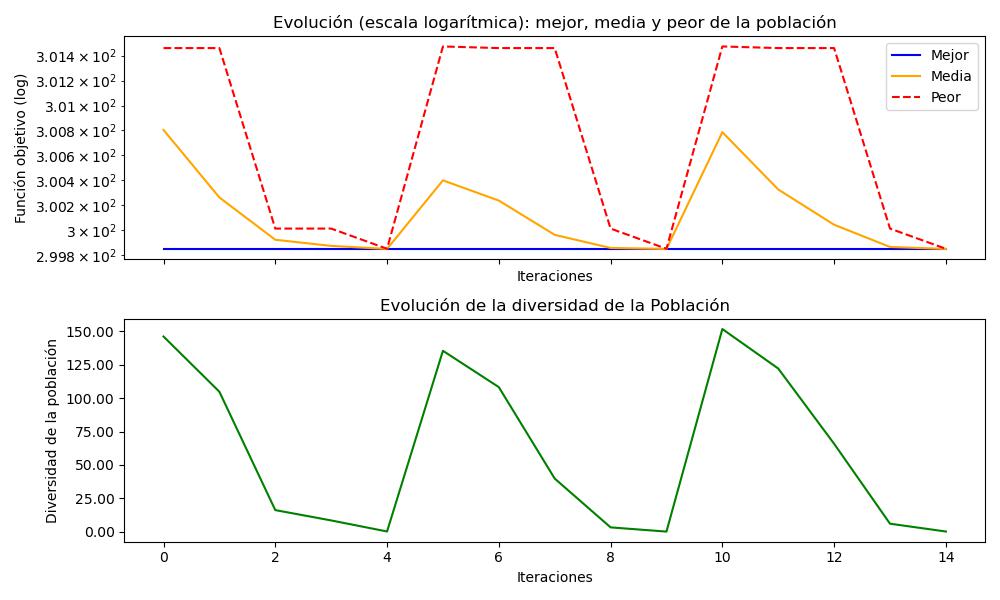 Evolución (escala logarítmica): mejor, media y peor de la población
Función objetivo (log)
3.014 × 10²
3.012 × 10²
3.01 × 10²
3.008 × 10²
3.006 × 10²
3.004 × 10²
3.002 × 10²
3 × 10²
2.998 × 10²
Mejor
Media
Peor
Iteraciones
Evolución de la diversidad de la Población
Diversidad de la población
150.00
125.00
100.00
75.00
50.00
25.00
0.00
0 2 4 6 8 10 12 14
Iteraciones